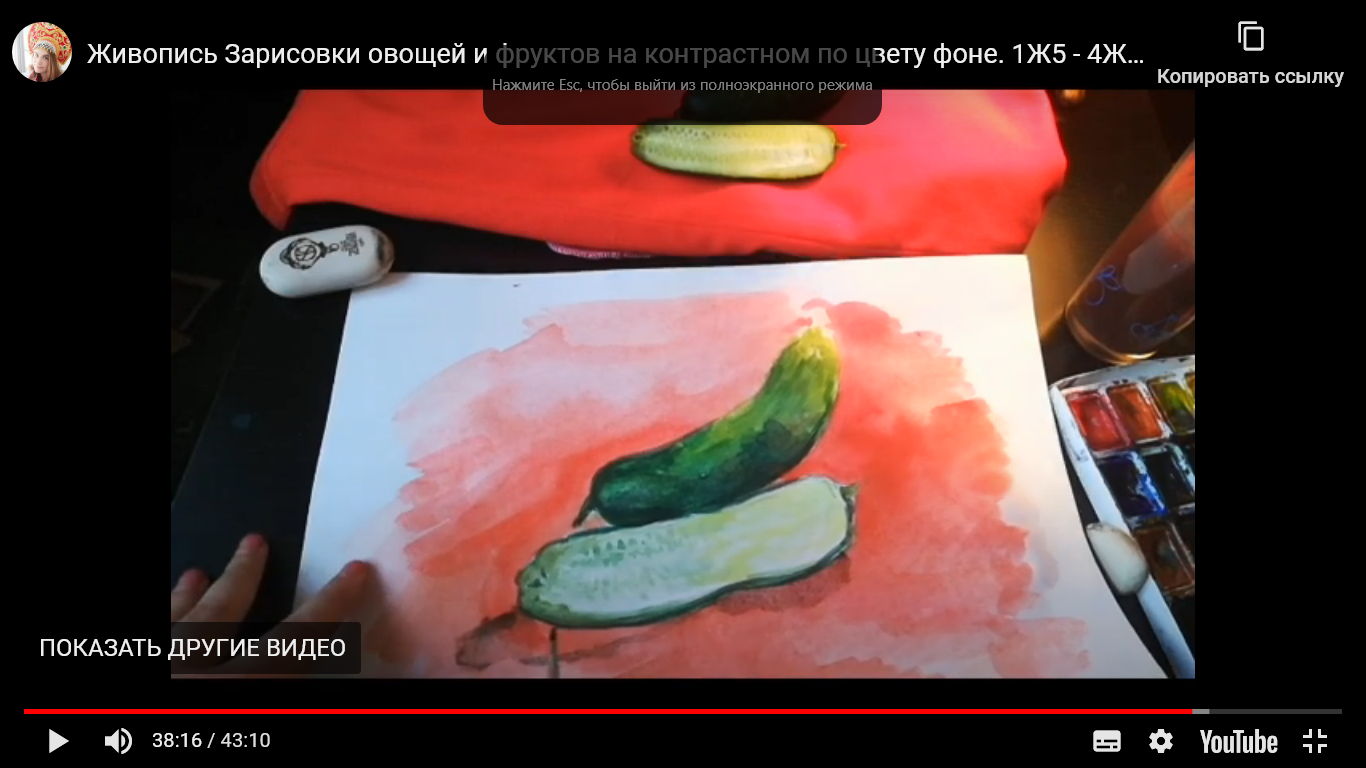 Живопись Зарисовки овощей и фруктов на контрастном по цвету фоне. 1Ж5 - 4Ж...
Нажмите Esc, чтобы выйти из полноэкранного режима
Копировать ссылку
ПОКАЗАТЬ ДРУГИЕ ВИДЕО
38:16 / 43:10
YouTube